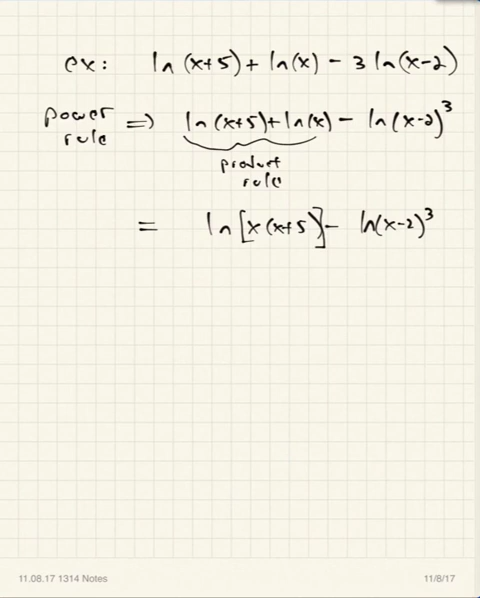 ex: ln(x+5) + ln(x) - 3 ln(x-2)
power rule => ln(x+5) + ln(x) - ln(x-2)³
product
rule
= ln[x(x+5)] - ln(x-2)³
11.08.17 1314 Notes 11/8/17